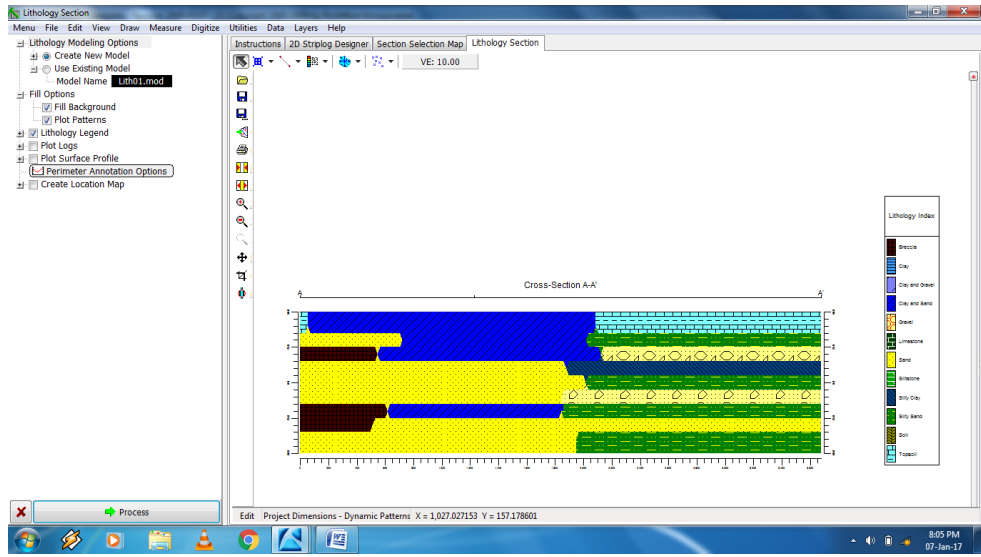 Lithology Section
Menu File Edit View Draw Measure Digitize Utilities Data Layers Help
Lithology Modeling Options
Create New Model
Use Existing Model
Model Name Lith01.mod
Fill Options
Fill Background
Plot Patterns
Lithology Legend
Plot Logs
Plot Surface Profile
Perimeter Annotation Options
Create Location Map
Process
Instructions 2D Striplog Designer Section Selection Map Lithology Section
VE: 10.00
Cross-Section A-A'
A A'
Lithology Index
Breccia
Clay
Clay and Gravel
Clay and Sand
Gravel
Limestone
Sand
Siltstone
Silty Clay
Silty Sand
Soil
Topsoil
Edit Project Dimensions - Dynamic Patterns X = 1,027.027153 Y = 157.178601
8:05 PM
07-Jan-17